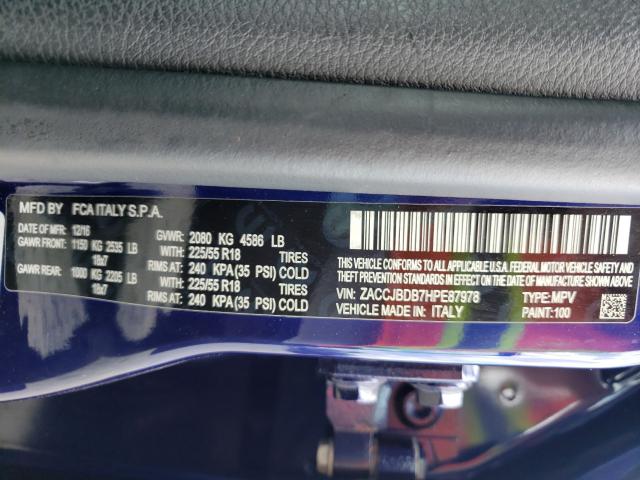 MFD BY FCA ITALY S.P.A.
DATE OF MFR: 12/16 GVWR: 2080 KG 4586 LB
GAWR FRONT: 1150 KG 2535 LB WITH: 225/55 R18 TIRES
18x7 RIMS AT: 240 KPA (35 PSI) COLD
GAWR REAR: 1000 KG 2205 LB WITH: 225/55 R18 TIRES
18x7 RIMS AT: 240 KPA (35 PSI) COLD
THIS VEHICLE CONFORMS TO ALL APPLICABLE U.S.A. FEDERAL MOTOR VEHICLE SAFETY AND
THEFT PREVENTION STANDARDS IN EFFECT ON THE DATE OF MANUFACTURE SHOWN ABOVE
VIN: ZACCJBDB7HPE87978 TYPE: MPV
VEHICLE MADE IN: ITALY PAINT: 100